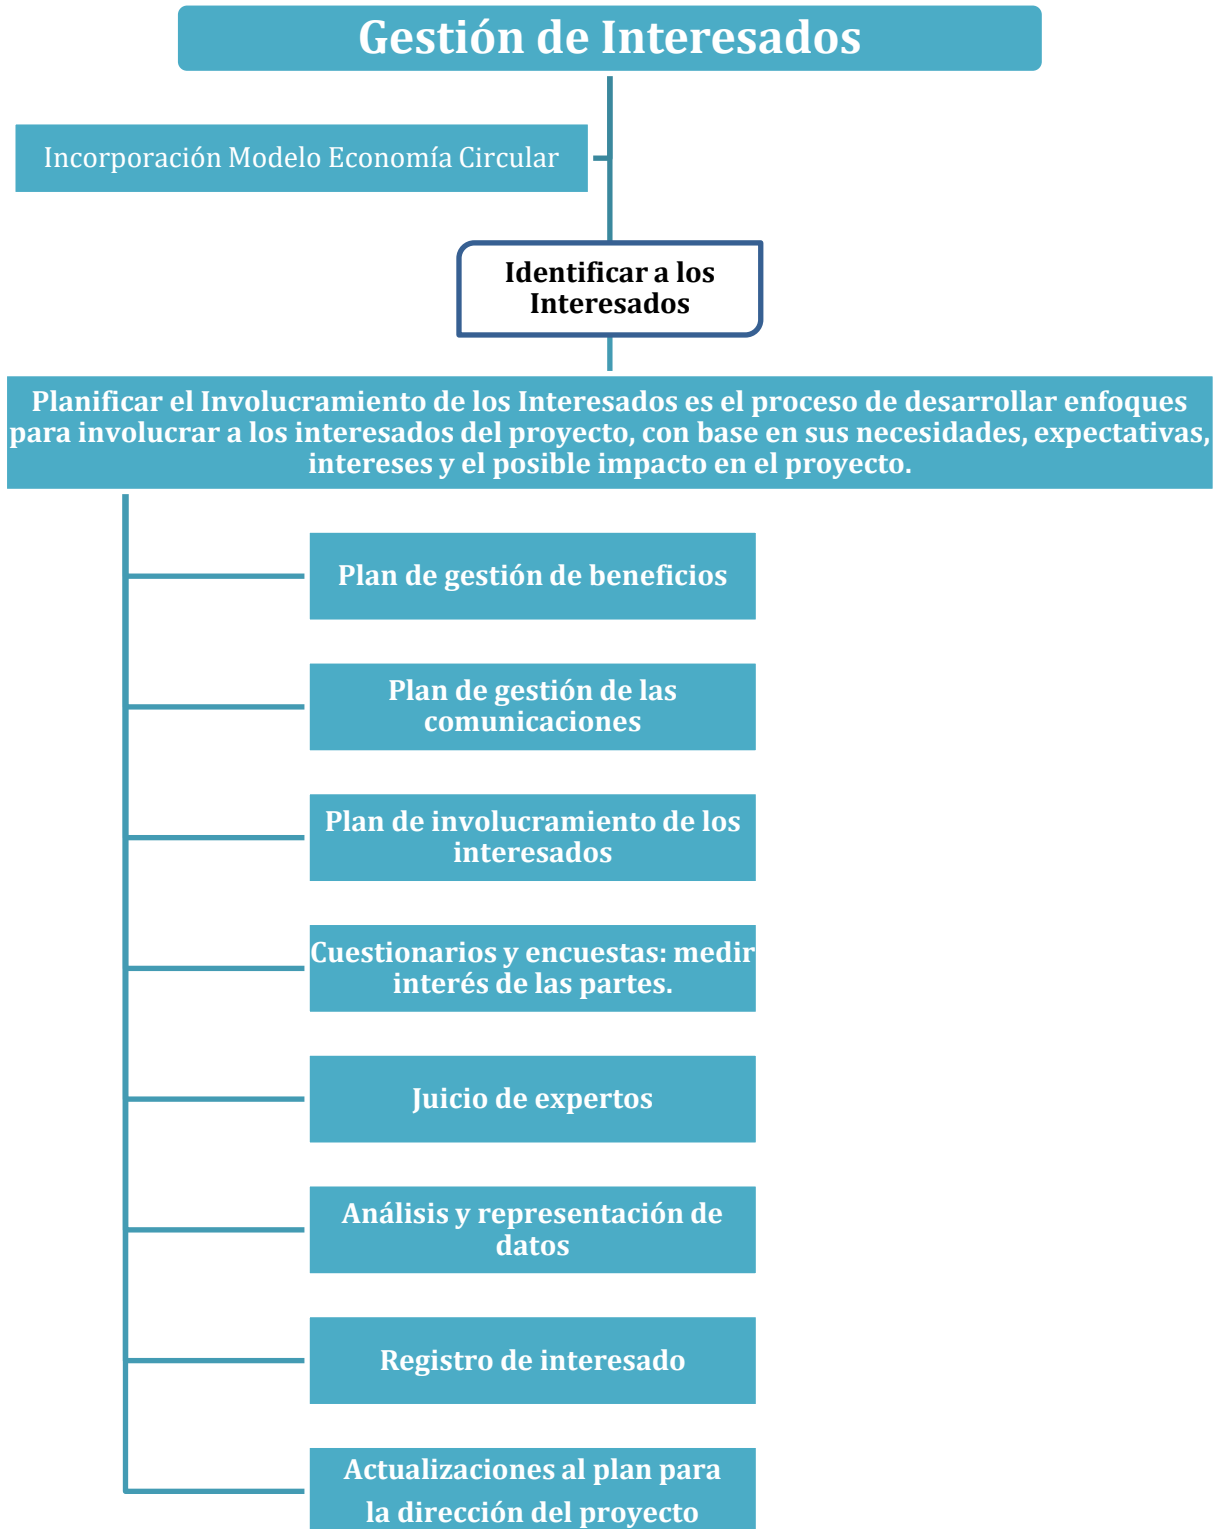 Gestión de Interesados
Incorporación Modelo Economía Circular
Identificar a los
Interesados
Planificar el Involucramiento de los Interesados es el proceso de desarrollar enfoques
para involucrar a los interesados del proyecto, con base en sus necesidades, expectativas,
intereses y el posible impacto en el proyecto.
Plan de gestión de beneficios
Plan de gestión de las
comunicaciones
Plan de involucramiento de los
interesados
Cuestionarios y encuestas: medir
interés de las partes.
Juicio de expertos
Análisis y representación de
datos
Registro de interesado
Actualizaciones al plan para
la dirección del proyecto